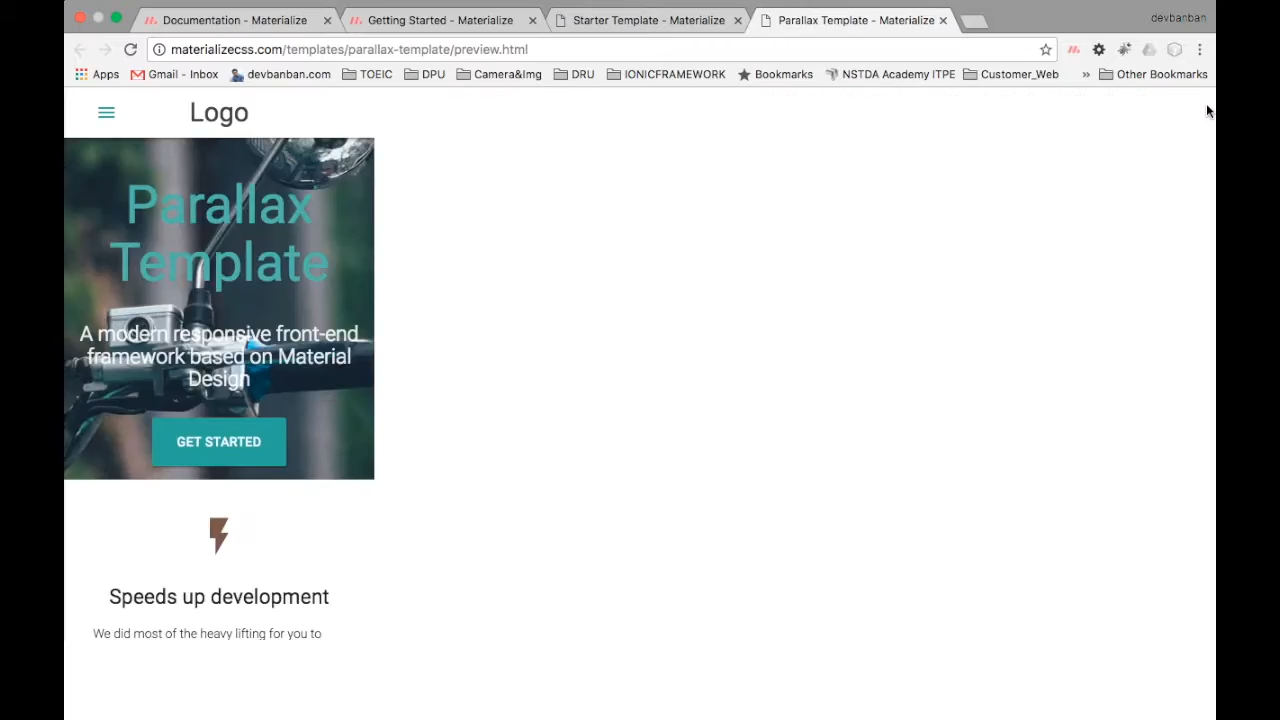 Documentation - Materialize
Getting Started - Materialize
Starter Template - Materialize
Parallax Template - Materialize
devbanban
materializecss.com/templates/parallax-template/preview.html
Apps
Gmail - Inbox
devbanban.com
TOEIC
DPU
Camera&Img
DRU
IONICFRAMEWORK
Bookmarks
NSTDA Academy ITPE
Customer_Web
»
Other Bookmarks
Logo
Parallax
Template
A modern responsive front-end
framework based on Material
Design
GET STARTED
Speeds up development
We did most of the heavy lifting for you to